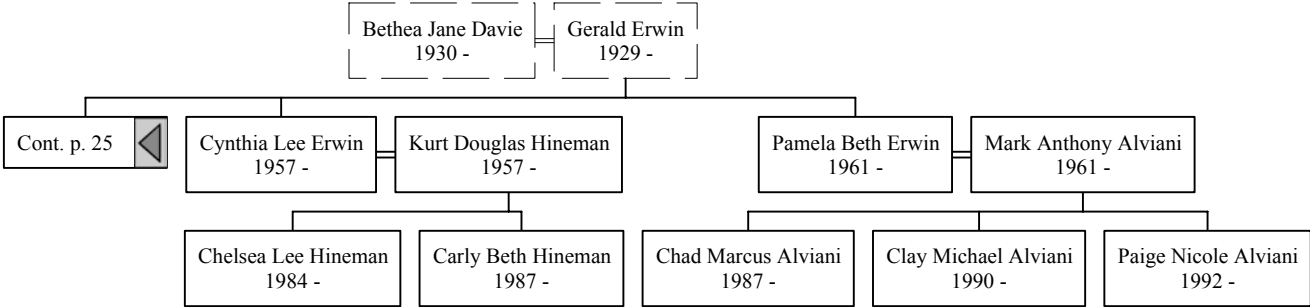 Bethea Jane Davie
1930 -
Gerald Erwin
1929 -
Cont. p. 25
Cynthia Lee Erwin
1957 -
Kurt Douglas Hineman
1957 -
Pamela Beth Erwin
1961 -
Mark Anthony Alviani
1961 -
Chelsea Lee Hineman
1984 -
Carly Beth Hineman
1987 -
Chad Marcus Alviani
1987 -
Clay Michael Alviani
1990 -
Paige Nicole Alviani
1992 -